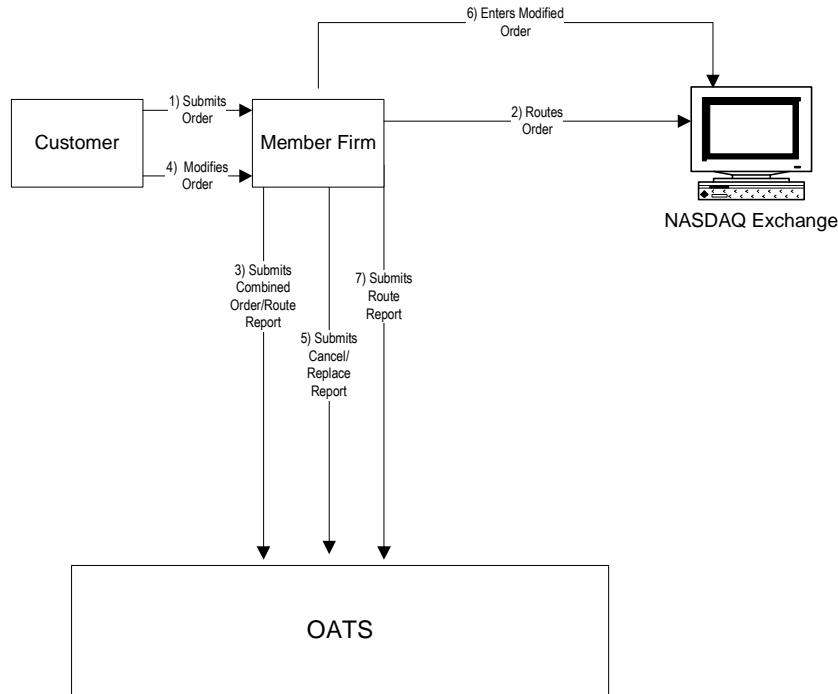 6) Enters Modified
Order
1) Submits
Order
Customer
Member Firm
2) Routes
Order
4) Modifies
Order
NASDAQ Exchange
3) Submits
Combined
Order/Route
Report
7) Submits
Route
Report
5) Submits
Cancel/
Replace
Report
OATS